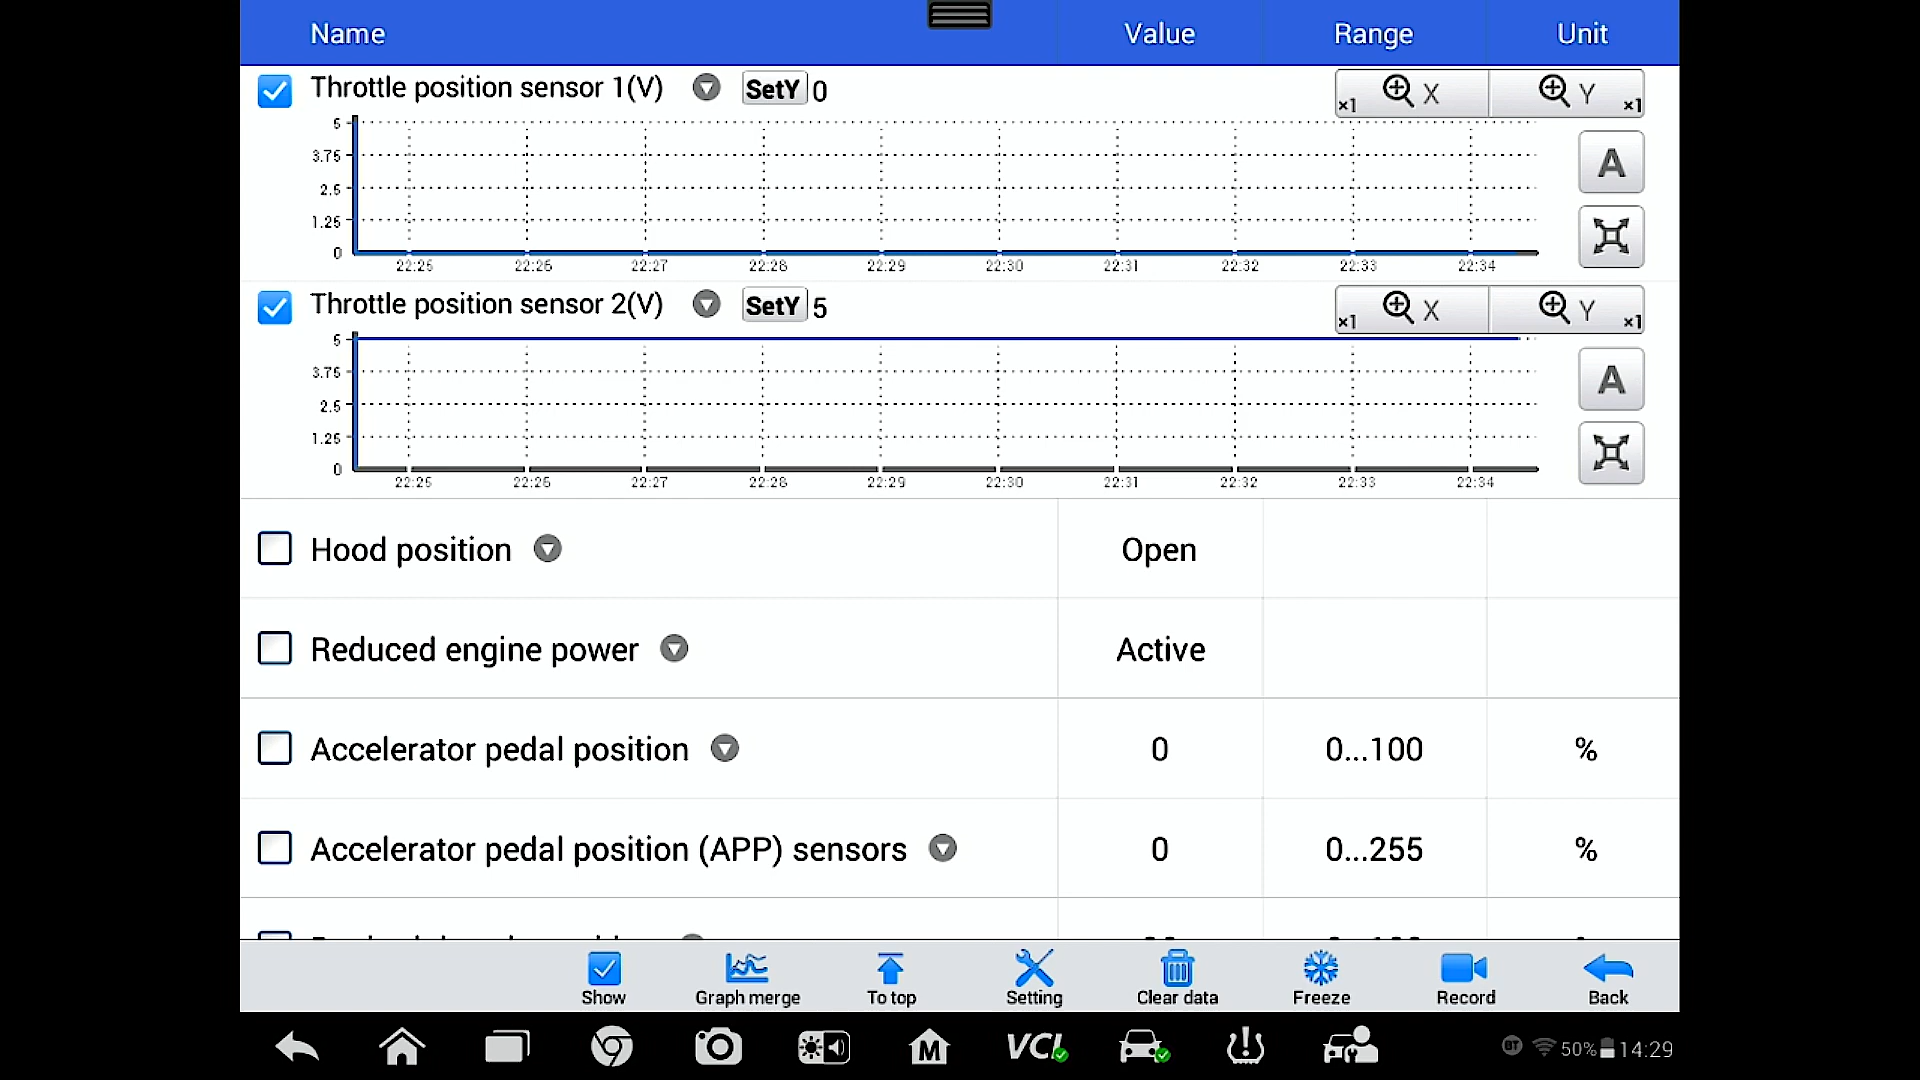 Name Value Range Unit
Throttle position sensor 1(V) SetY 0 ×1 X Y ×1
5
3.75
2.5
1.25
0
A
22:25 22:26 22:27 22:28 22:29 22:30 22:31 22:32 22:33 22:34
Throttle position sensor 2(V) SetY 5 ×1 X Y ×1
5
3.75
2.5
1.25
0
A
22:25 22:26 22:27 22:28 22:29 22:30 22:31 22:32 22:33 22:34
Hood position Open
Reduced engine power Active
Accelerator pedal position 0 0...100 %
Accelerator pedal position (APP) sensors 0 0...255 %
Show Graph merge To top Setting Clear data Freeze Record Back
M VCI BT 50% 14:29